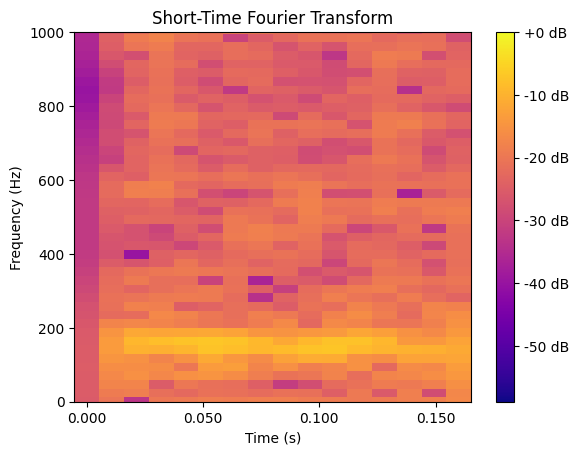 Short-Time Fourier Transform
1000
800
600
400
200
0
Frequency (Hz)
0.000
0.050
0.100
0.150
Time (s)
+0 dB
-10 dB
-20 dB
-30 dB
-40 dB
-50 dB